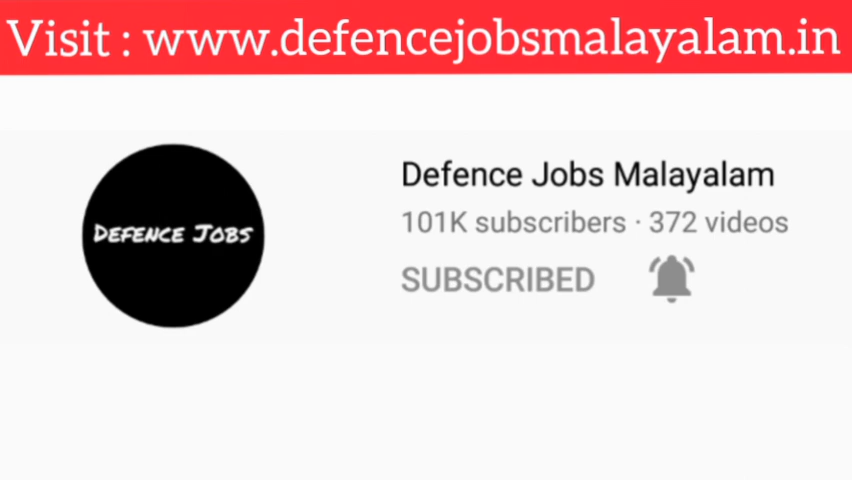 Visit : www.defencejobsmalayalam.in
DEFENCE JOBS
Defence Jobs Malayalam
101K subscribers · 372 videos
SUBSCRIBED